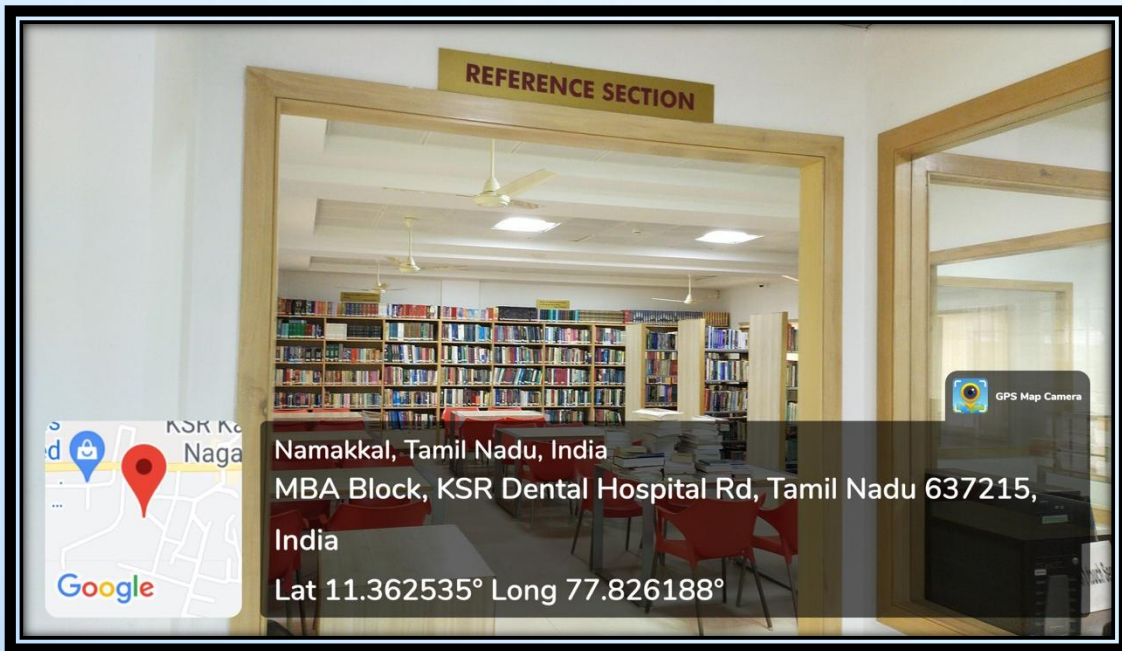 REFERENCE SECTION
GPS Map Camera
KSR Ka
Naga
Namakkal, Tamil Nadu, India
MBA Block, KSR Dental Hospital Rd, Tamil Nadu 637215,
India
Lat 11.362535° Long 77.826188°
Google